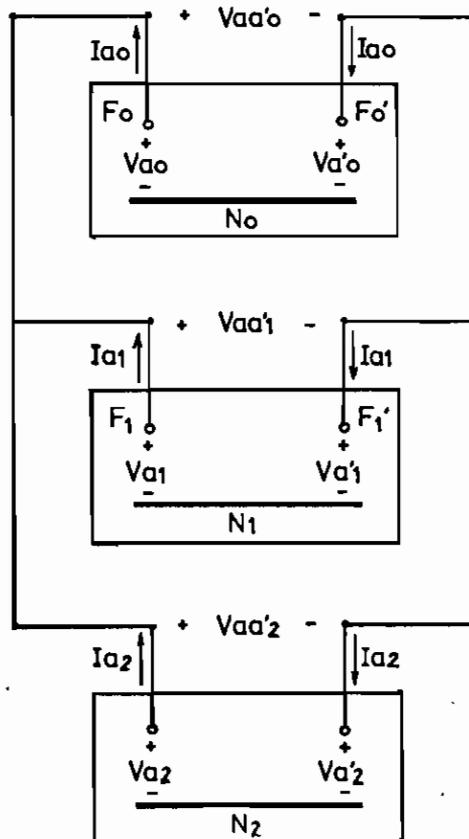 + Vaa'o -
Iao Iao
Fo Fo'
+ +
Vao Va'o
- -
No
+ Vaa'1 -
Ia1 Ia1
F1 F1'
+ +
Va1 Va'1
- -
N1
+ Vaa'2 -
Ia2 Ia2
+ +
Va2 Va'2
- -
N2